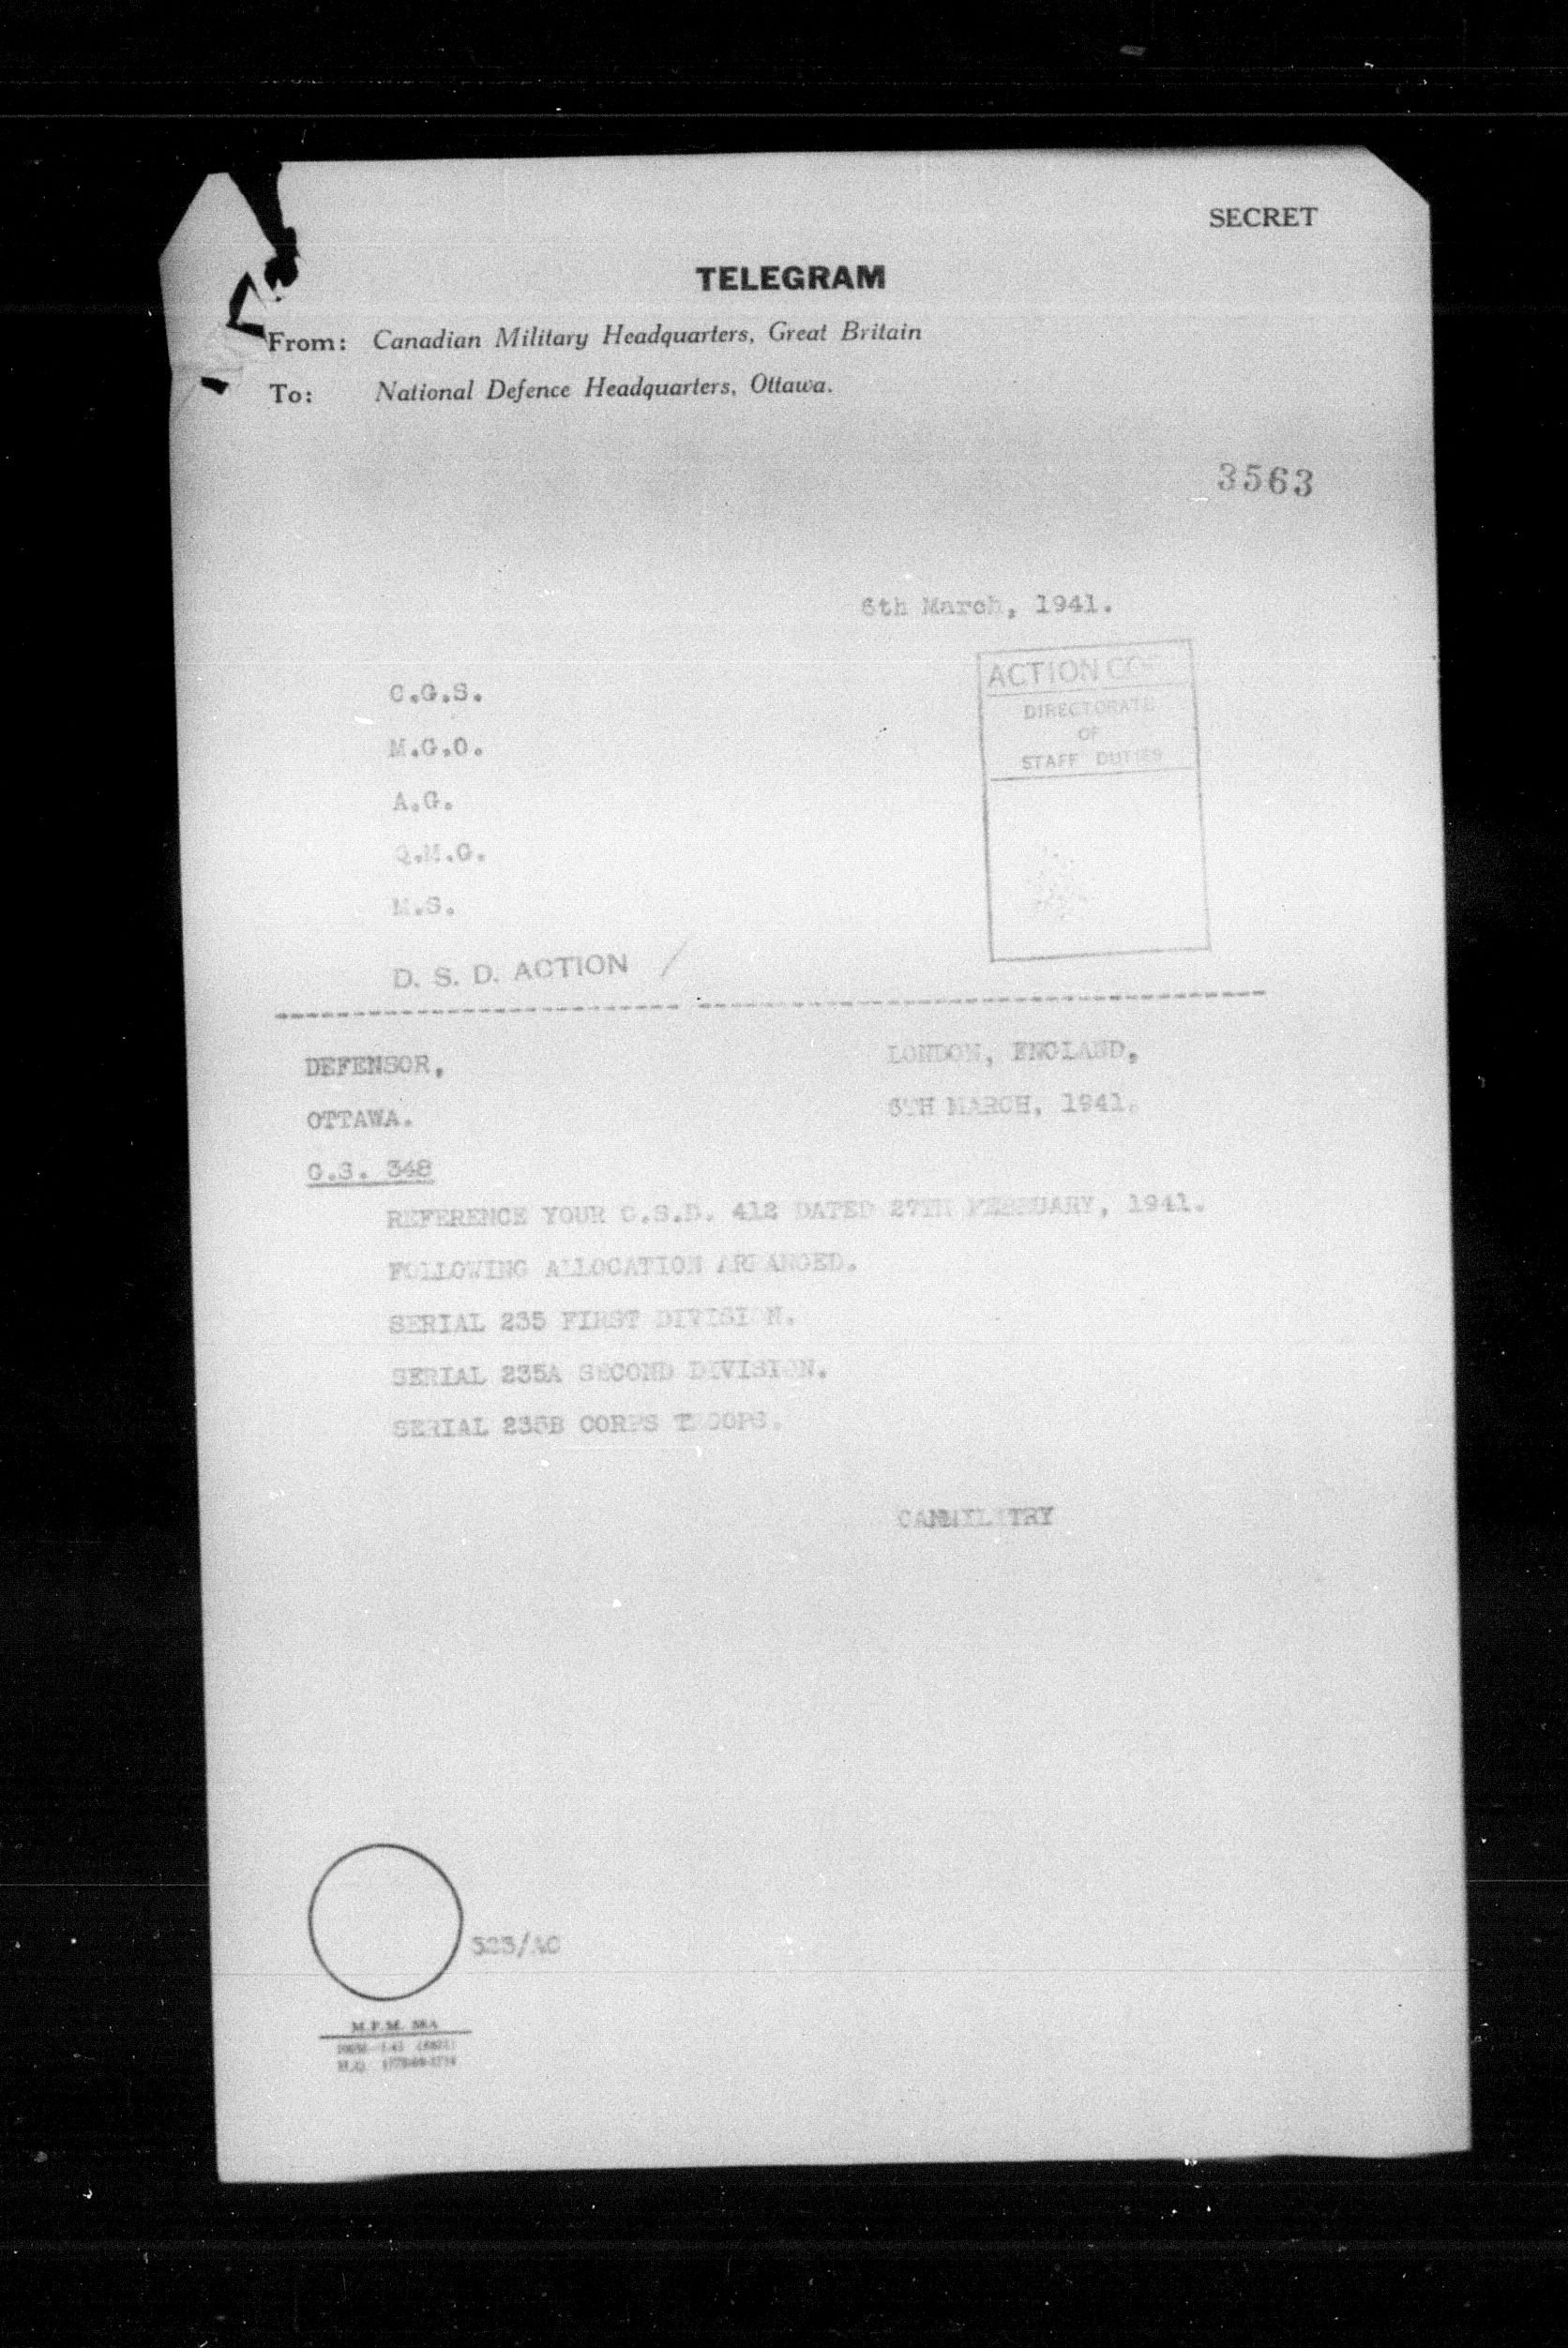 SECRET
TELEGRAM
From: Canadian Military Headquarters, Great Britain
To: National Defence Headquarters, Ottawa.
3563
6th March, 1941.
ACTION
DIRECTORATE
OF
STAFF DUTIES
C.G.S.
M.G.O.
A.G.
Q.M.G.
M.S.
D. S. D. ACTION /
DEFENSOR, LONDON, ENGLAND,
OTTAWA. 6TH MARCH, 1941.
G.S. 348
REFERENCE YOUR 412 DATED 27TH FEBRUARY, 1941.
FOLLOWING ALLOCATION ARRANGED.
SERIAL 235 FIRST DIVISION.
SERIAL 235A SECOND DIVISION.
SERIAL 235B CORPS TROOPS.
CANMILITRY
M.F.M.
H.Q.